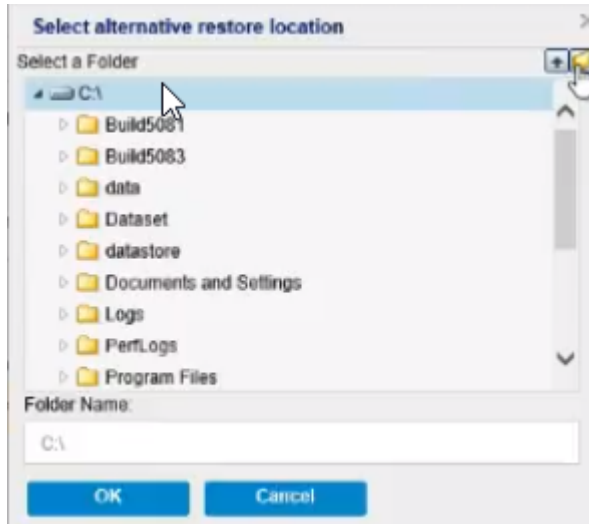 Select alternative restore location
Select a Folder
C:\
Build5081
Build5083
data
Dataset
datastore
Documents and Settings
Logs
PerfLogs
Program Files
Folder Name:
C:\
OK
Cancel